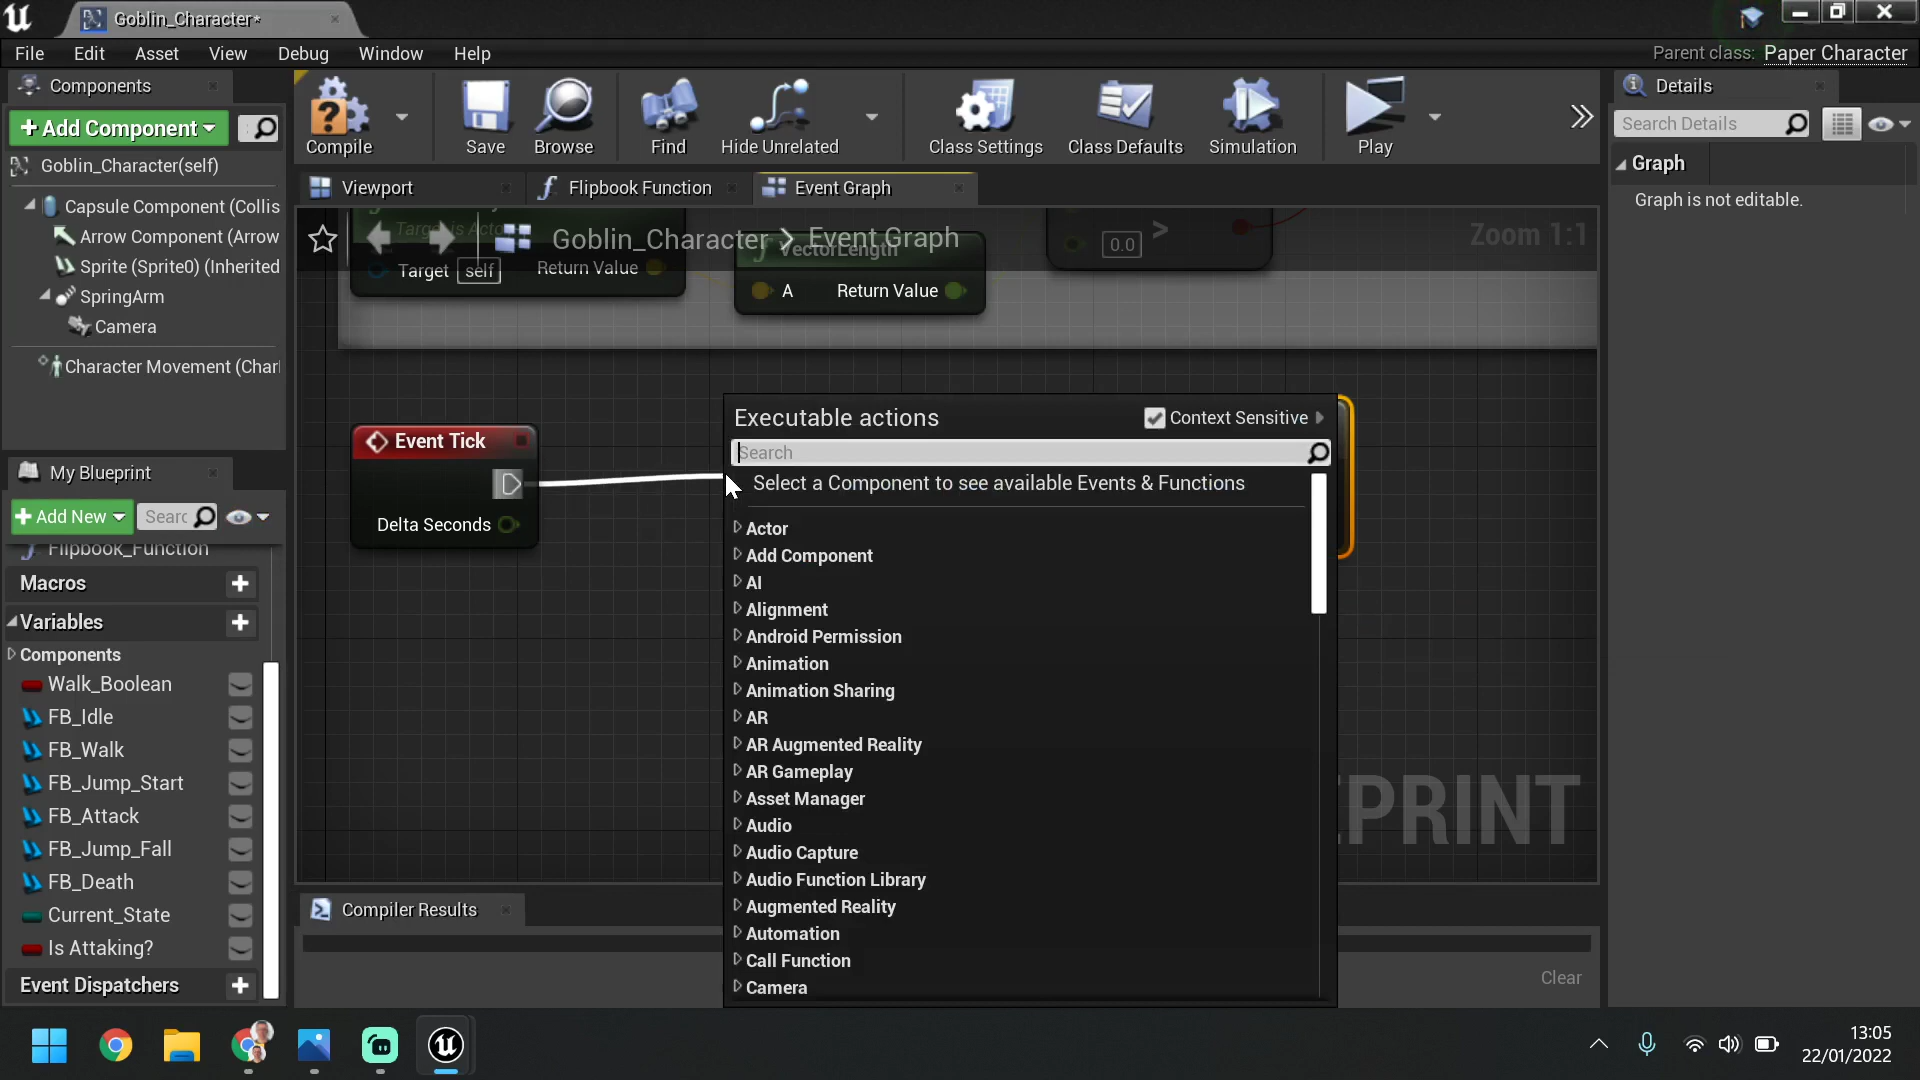 Goblin_Character*
File Edit Asset View Debug Window Help
Parent class: Paper Character
Components
Add Component
Goblin_Character(self)
Capsule Component (Collis
Arrow Component (Arrow
Sprite (Sprite0) (Inherited
SpringArm
Camera
Character Movement (Char
Compile Save Browse Find Hide Unrelated Class Settings Class Defaults Simulation Play
Viewport Flipbook Function Event Graph
Goblin_Character > Event Graph
Zoom 1:1
Target is Acto
Target self Return Value
VectorLength
A Return Value
0.0 >
Event Tick
Delta Seconds
Executable actions
Context Sensitive
Search
Select a Component to see available Events & Functions
Actor
Add Component
AI
Alignment
Android Permission
Animation
Animation Sharing
AR
AR Augmented Reality
AR Gameplay
Asset Manager
Audio
Audio Capture
Audio Function Library
Augmented Reality
Automation
Call Function
Camera
EPRINT
My Blueprint
Add New Searc
Flipbook_Function
Macros
Variables
Components
Walk_Boolean
FB_Idle
FB_Walk
FB_Jump_Start
FB_Attack
FB_Jump_Fall
FB_Death
Current_State
Is Attaking?
Event Dispatchers
Compiler Results
Clear
Details
Search Details
Graph
Graph is not editable.
13:05
22/01/2022